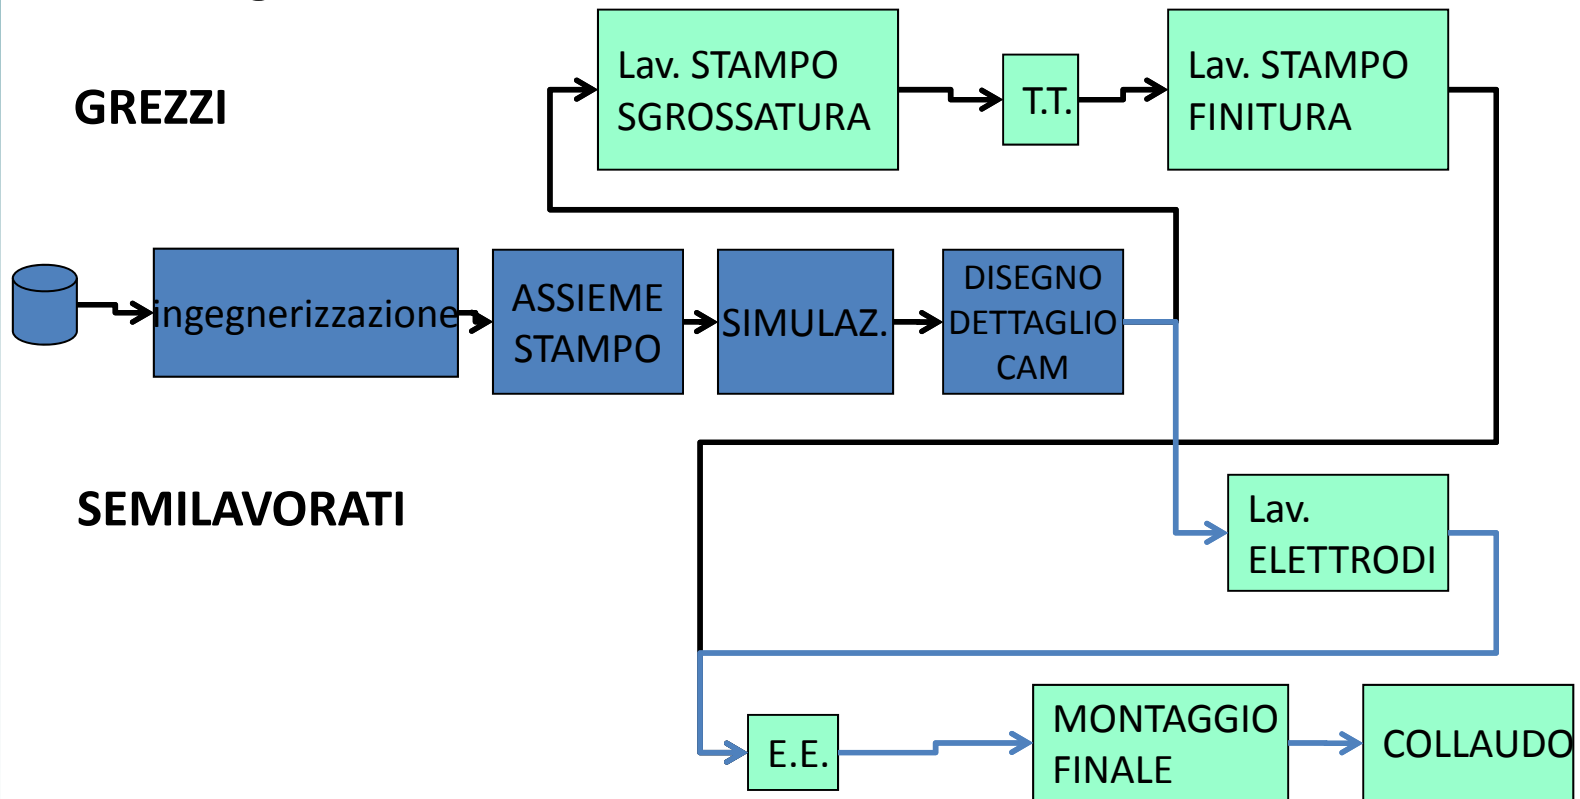 Lav. STAMPO
SGROSSATURA
T.T.
Lav. STAMPO
FINITURA
GREZZI
ingegnerizzazione
ASSIEME
STAMPO
SIMULAZ.
DISEGNO
DETTAGLIO
CAM
SEMILAVORATI
Lav.
ELETTRODI
E.E.
MONTAGGIO
FINALE
COLLAUDO